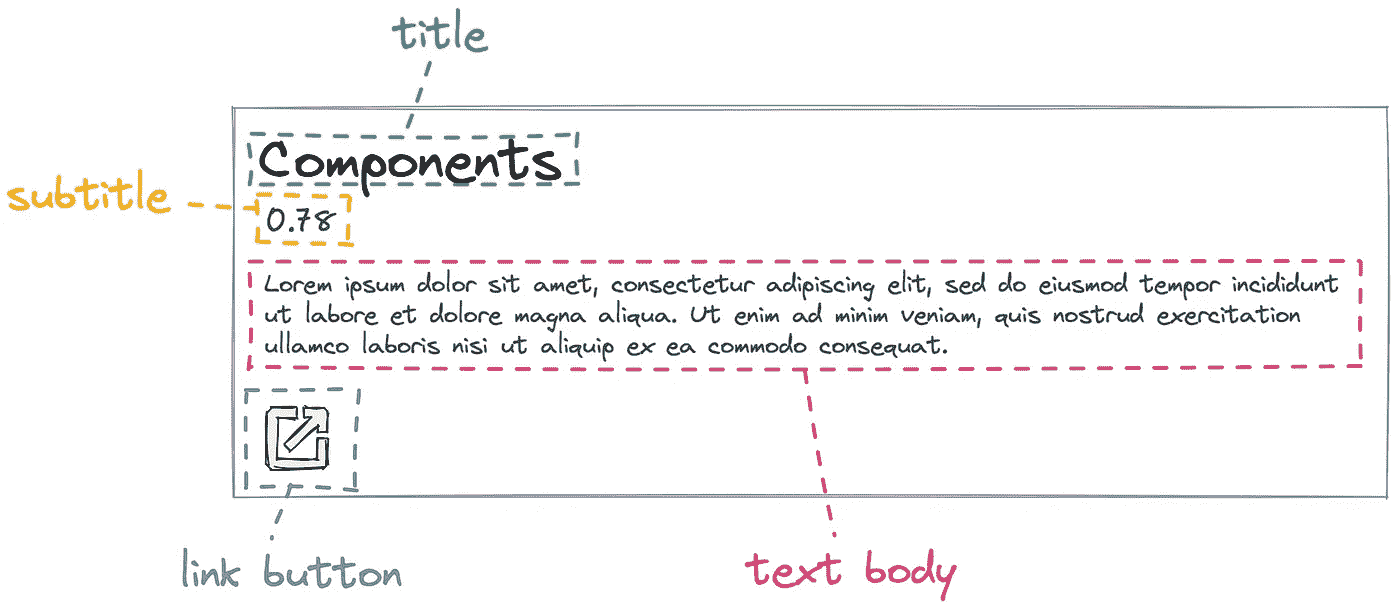 title
Components
subtitle
0.78
Lorem ipsum dolor sit amet, consectetur adipiscing elit, sed do eiusmod tempor incididunt
ut labore et dolore magna aliqua. Ut enim ad minim veniam, quis nostrud exercitation
ullamco laboris nisi ut aliquip ex ea commodo consequat.
link button
text body